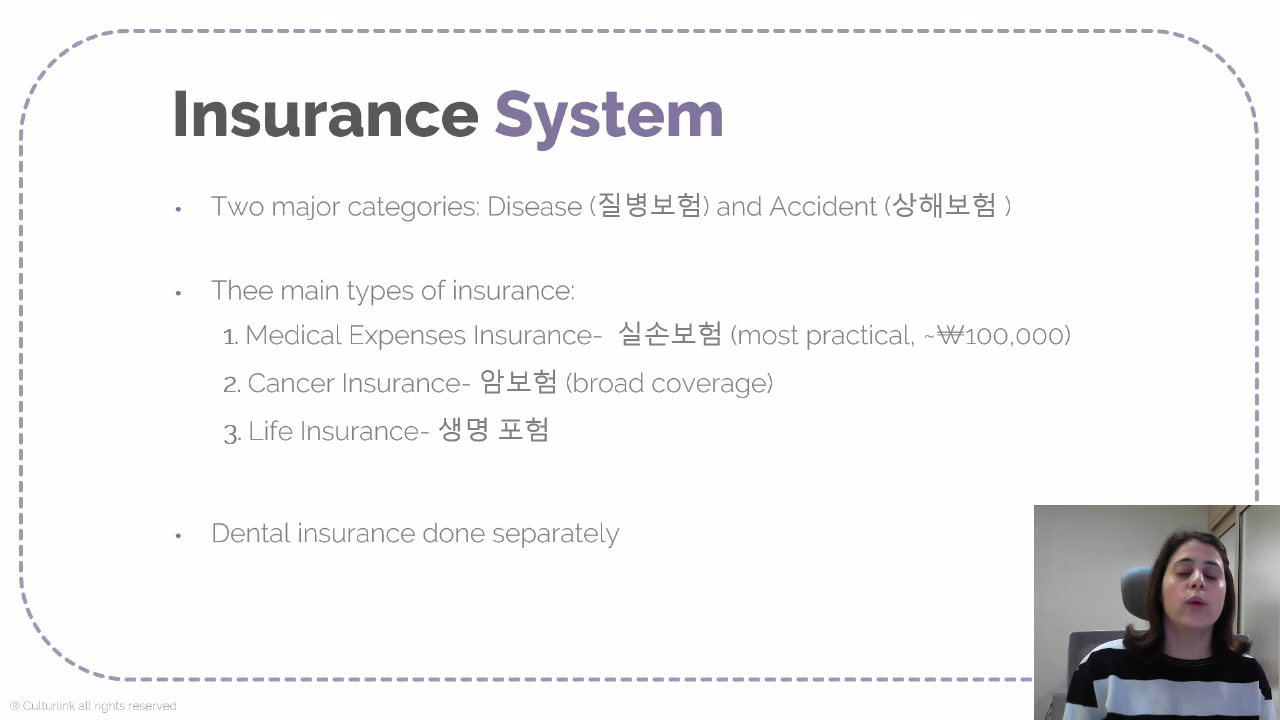 Insurance System
• Two major categories: Disease (질병보험) and Accident (상해보험 )
• Thee main types of insurance:
1. Medical Expenses Insurance- 실손보험 (most practical, ~₩100,000)
2. Cancer Insurance- 암보험 (broad coverage)
3. Life Insurance- 생명 포험
• Dental insurance done separately
® Culturlink all rights reserved